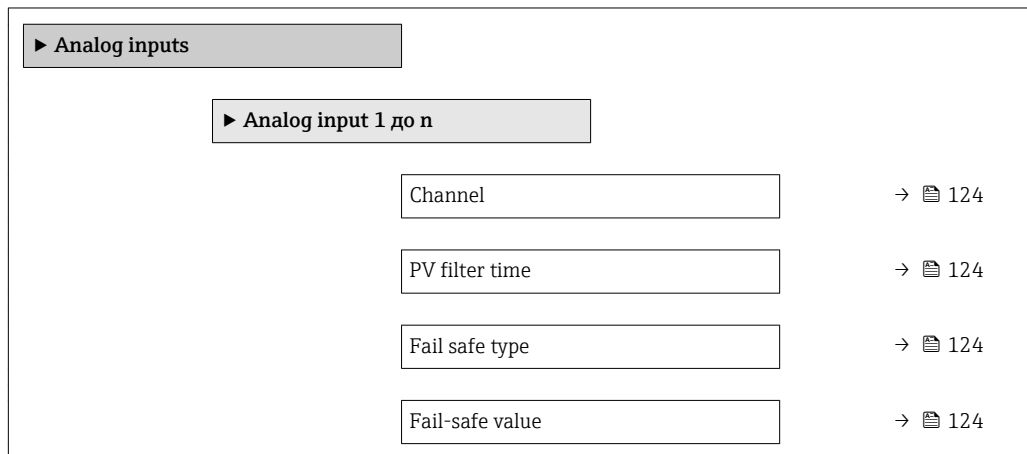 ▶ Analog inputs
▶ Analog input 1 до n
Channel → 124
PV filter time → 124
Fail safe type → 124
Fail-safe value → 124